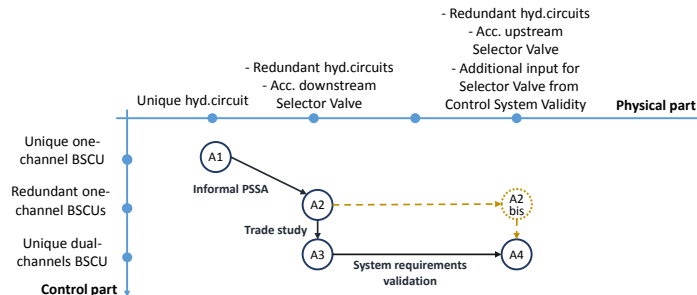 - Redundant hyd.circuits
- Acc. upstream
Selector Valve
- Additional input for
Selector Valve from
Control System Validity
- Redundant hyd.circuits
- Acc. downstream
Selector Valve
Unique hyd.circuit
Physical part
Unique one-
channel BSCU
A1
Informal PSSA
Redundant one-
channel BSCUs
A2
A2
bis
Trade study
Unique dual-
channels BSCU
A3
A4
System requirements
validation
Control part